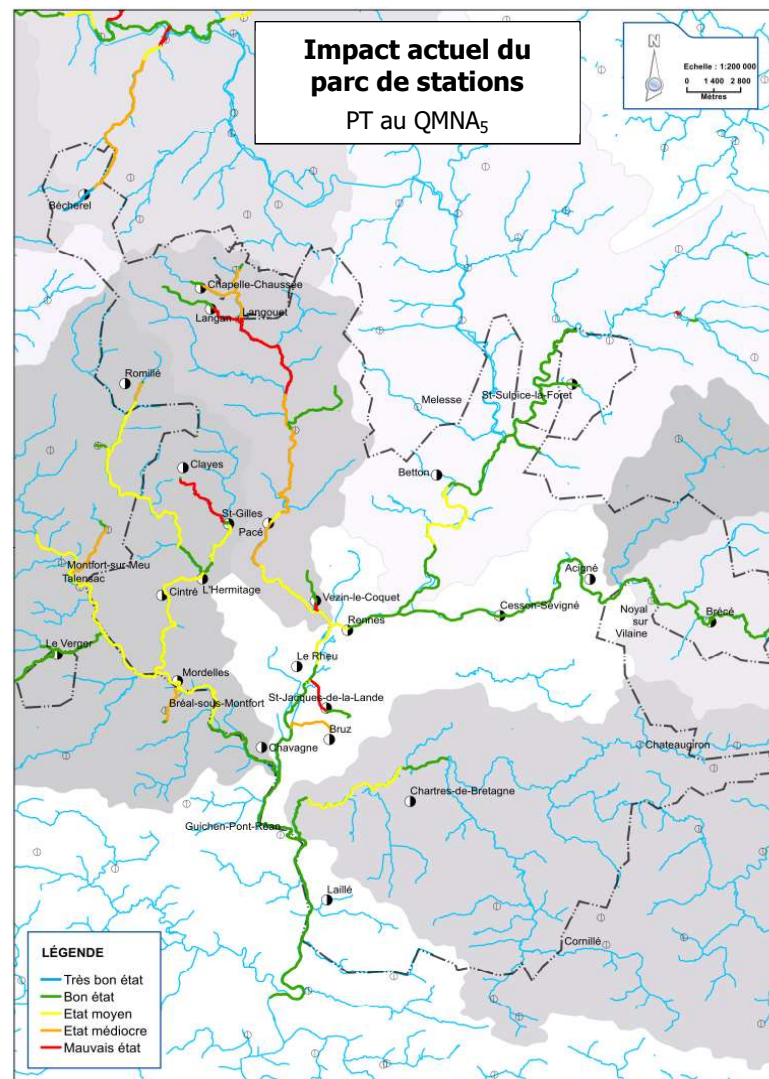 Impact actuel du
parc de stations
PT au QMNA5
N
Echelle : 1:200 000
0 1 400 2 800
Mètres
Bécherel
Chapelle-Chaussée
Langan
Langouet
Romillé
Melesse
St-Sulpice-la-Foret
Clayes
Betton
St-Gilles
Pacé
Montfort-sur-Meu
Talensac
L'Hermitage
Cintré
Vezin-le-Coquet
Acigné
Rennes
Cesson-Sévigné
Noyal
sur
Vilaine
Brécé
Le Verger
Le Rheu
Mordelles
St-Jacques-de-la-Lande
Bréal-sous-Montfort
Bruz
Chavagne
Chateaugiron
Chartres-de-Bretagne
Guichen-Pont-Réan
Laillé
Cornillé
LÉGENDE
Très bon état
Bon état
Etat moyen
Etat médiocre
Mauvais état